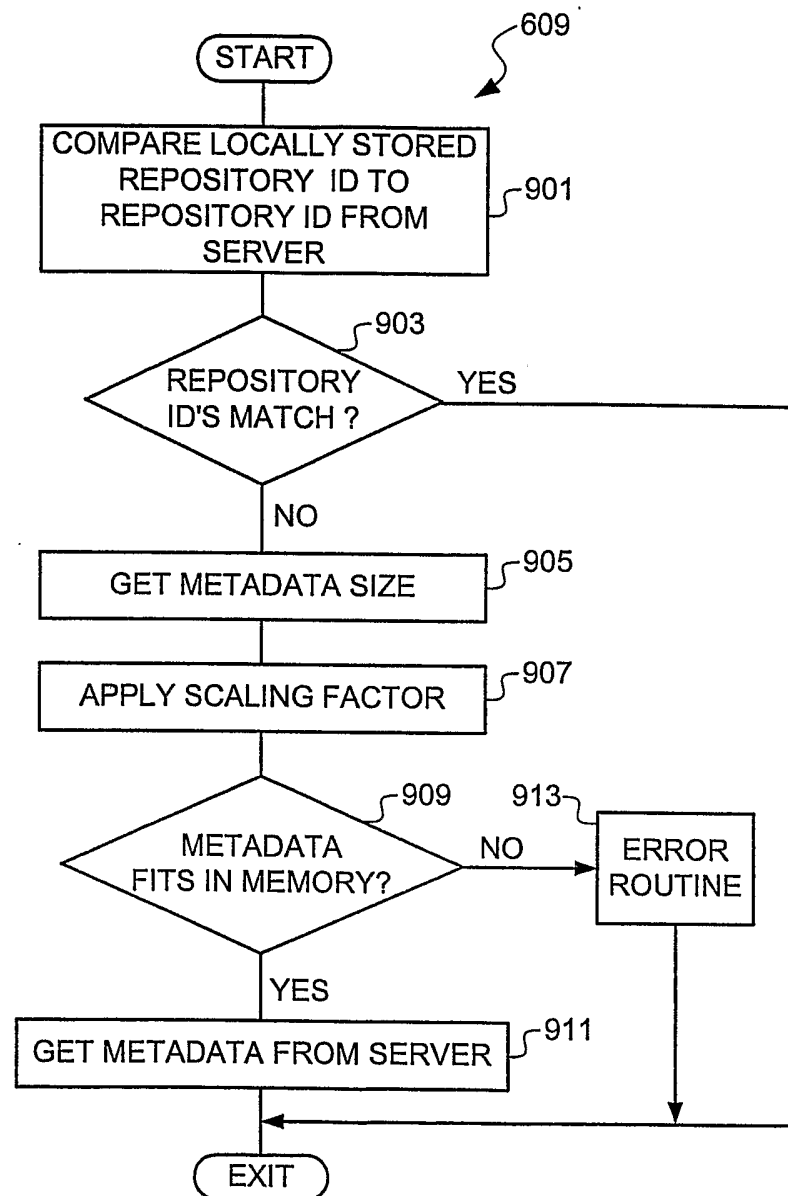 609
START
COMPARE LOCALLY STORED
REPOSITORY ID TO
REPOSITORY ID FROM
SERVER
901
903
REPOSITORY
ID'S MATCH ?
YES
NO
GET METADATA SIZE
905
APPLY SCALING FACTOR
907
909
METADATA
FITS IN MEMORY?
NO
913
ERROR
ROUTINE
YES
GET METADATA FROM SERVER
911
EXIT